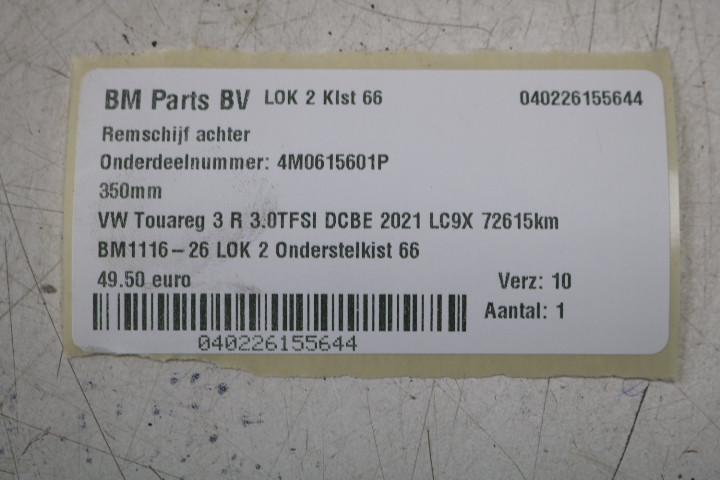 BM Parts BV LOK 2 Klst 66 040226155644
Remschijf achter
Onderdeelnummer: 4M0615601P
350mm
VW Touareg 3 R 3.0TFSI DCBE 2021 LC9X 72615km
BM1116-26 LOK 2 Onderstelkist 66
49.50 euro Verz: 10
Aantal: 1
040226155644